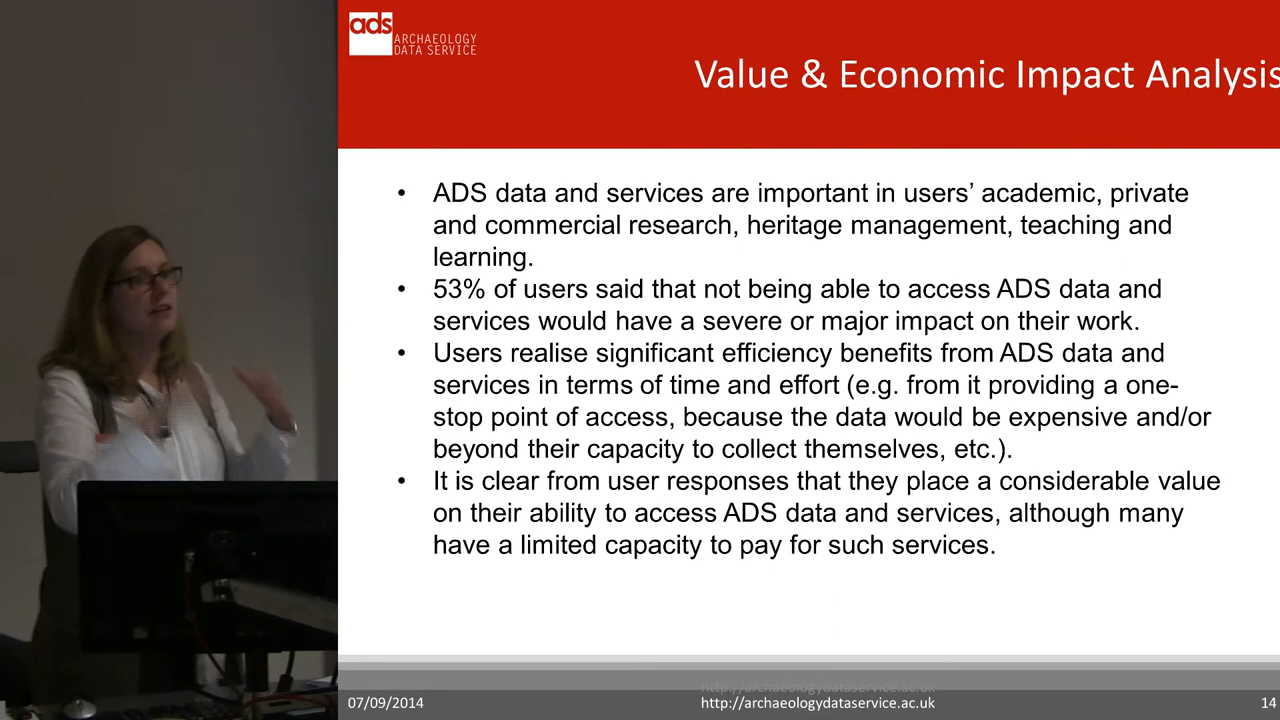 ads
ARCHAEOLOGY
DATA SERVICE
Value & Economic Impact Analysis
• ADS data and services are important in users’ academic, private
and commercial research, heritage management, teaching and
learning.
• 53% of users said that not being able to access ADS data and
services would have a severe or major impact on their work.
• Users realise significant efficiency benefits from ADS data and
services in terms of time and effort (e.g. from it providing a one-
stop point of access, because the data would be expensive and/or
beyond their capacity to collect themselves, etc.).
• It is clear from user responses that they place a considerable value
on their ability to access ADS data and services, although many
have a limited capacity to pay for such services.
http://archaeologydataservice.ac.uk
07/09/2014
http://archaeologydataservice.ac.uk
14